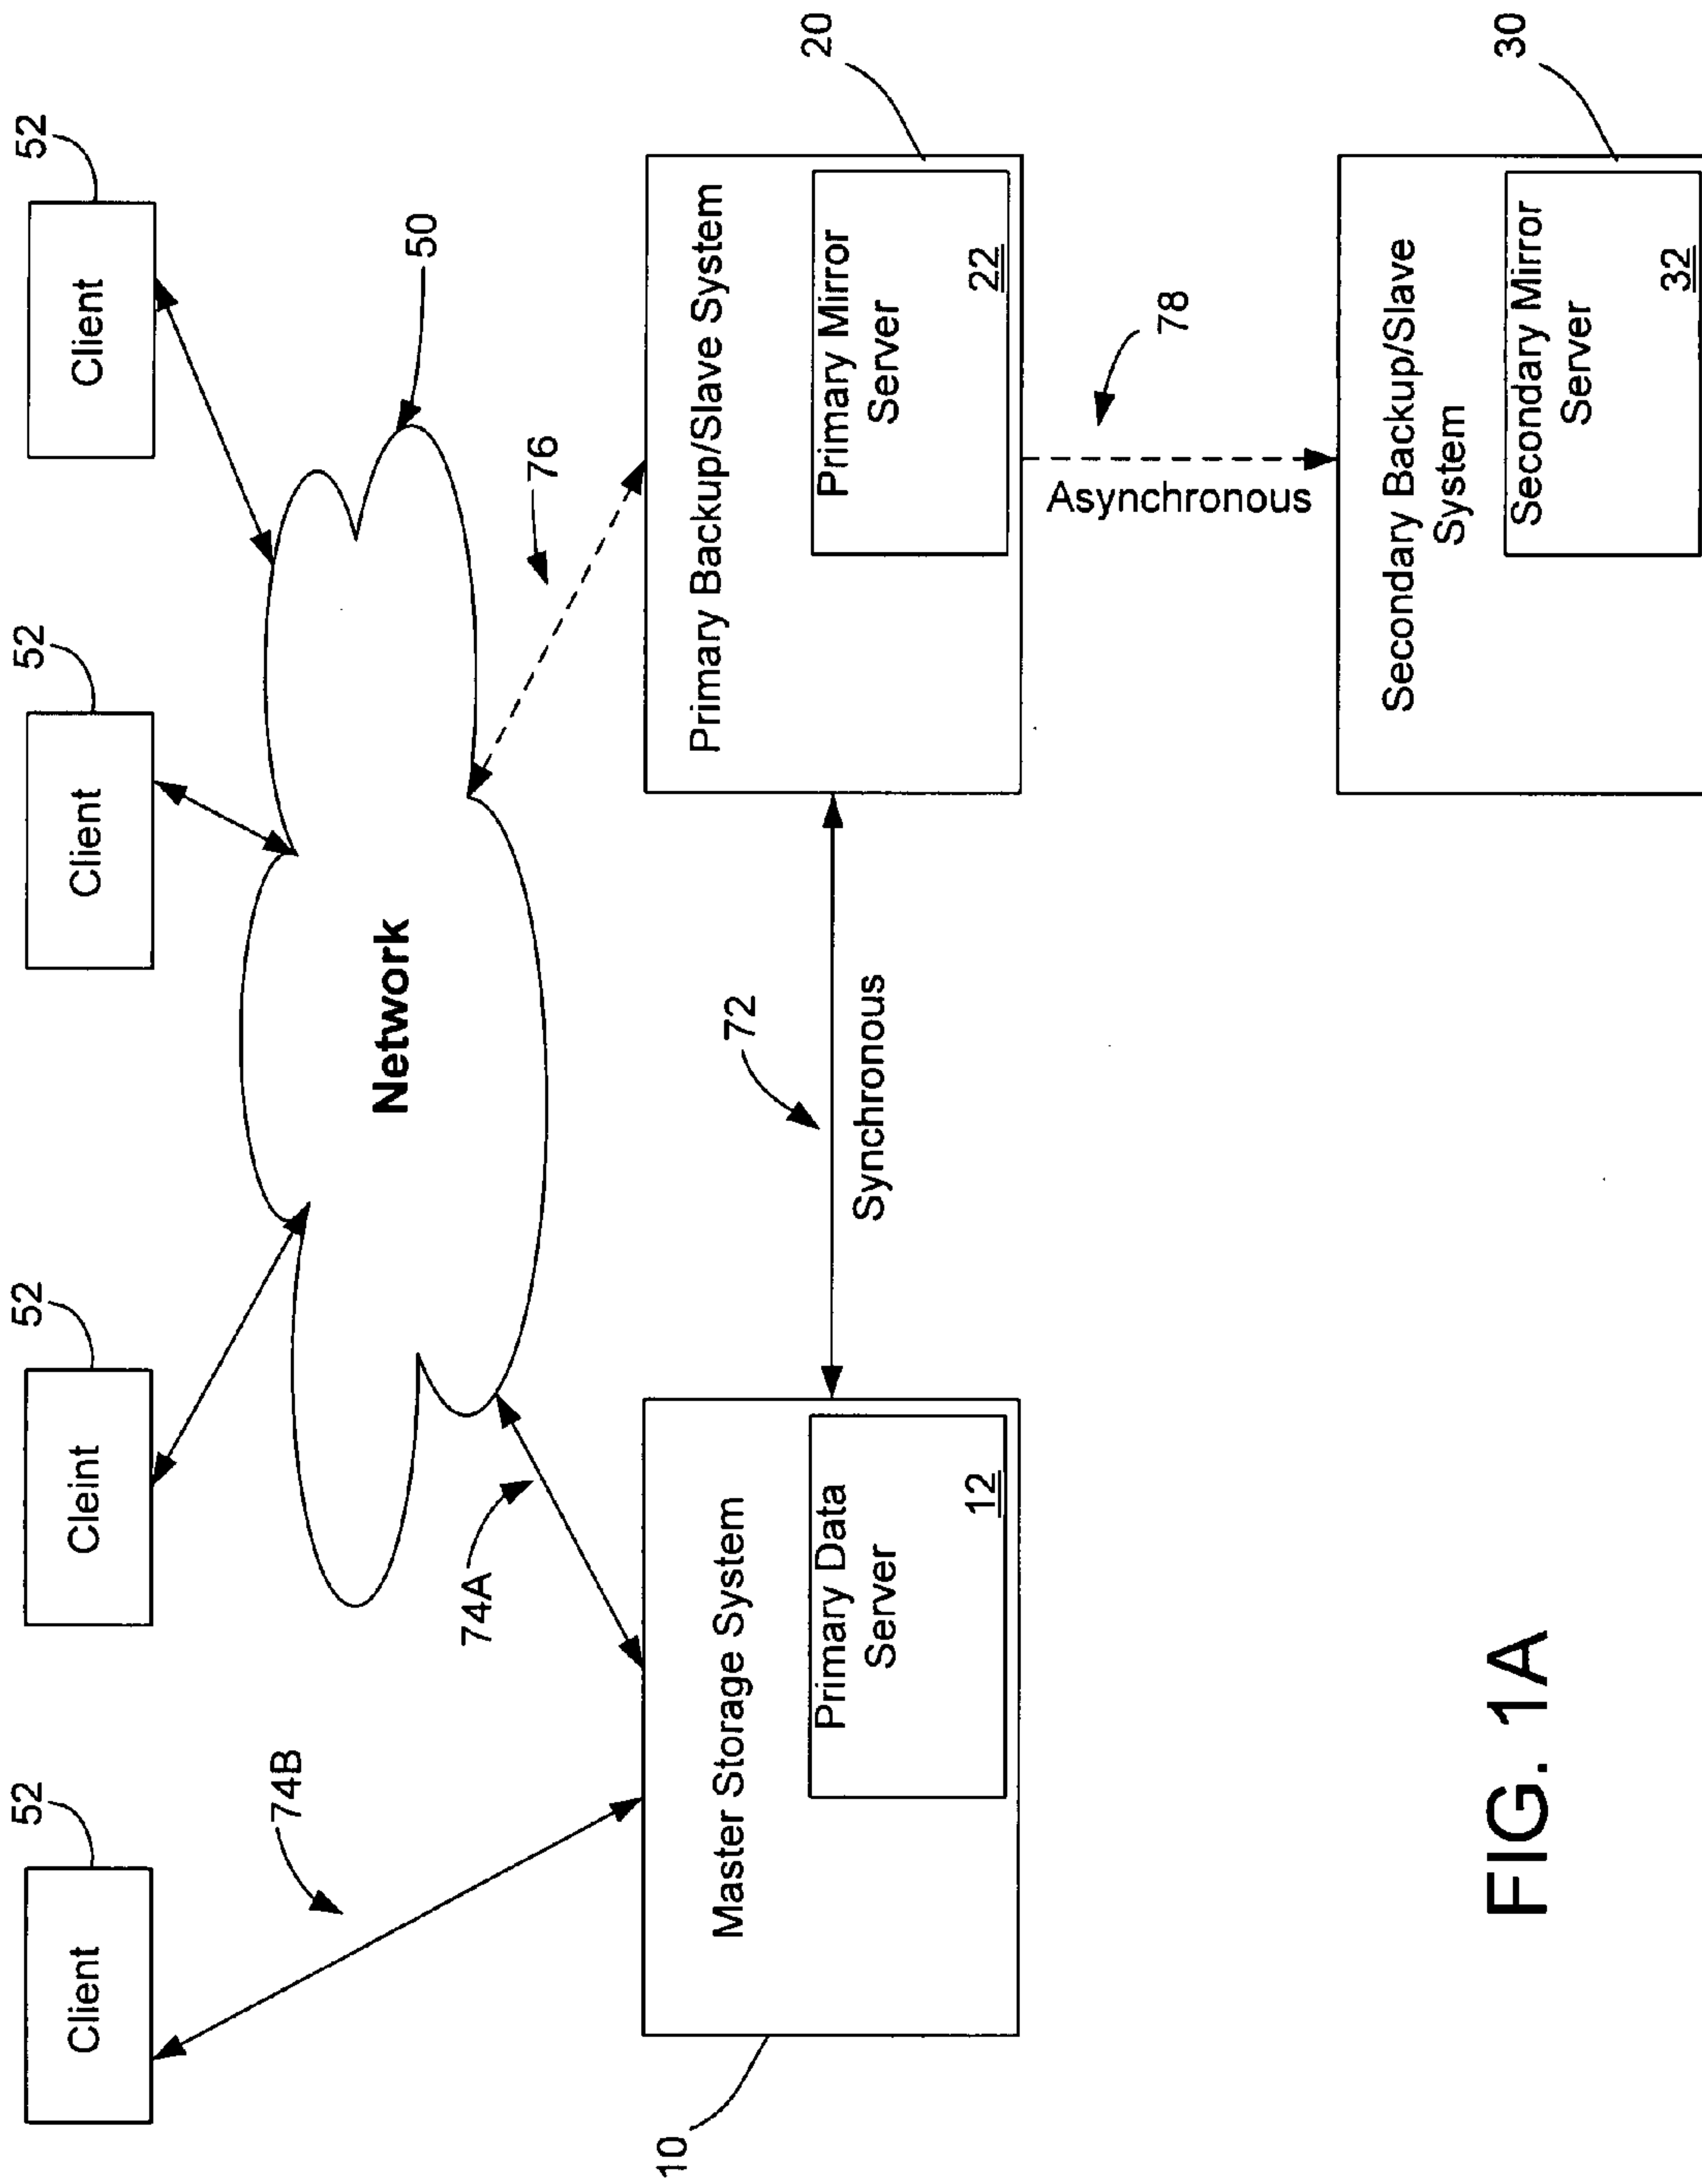 52
52
52
52
Client
Cleint
Client
Client
74B
Network
50
74A
76
10
72
Synchronous
20
Master Storage System
Primary Data
Server
12
Primary Backup/Slave System
Primary Mirror
Server
22
Asynchronous
78
30
Secondary Backup/Slave
System
Secondary Mirror
Server
32
FIG. 1A